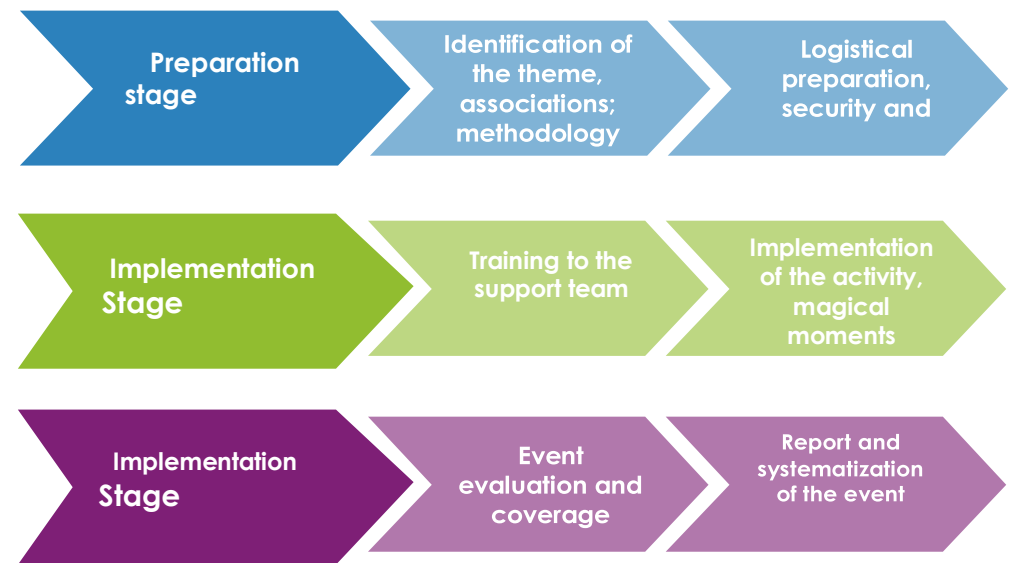 Preparation
stage
Identification of
the theme,
associations;
methodology
Logistical
preparation,
security and
Implementation
Stage
Training to the
support team
Implementation
of the activity,
magical
moments
Implementation
Stage
Event
evaluation and
coverage
Report and
systematization
of the event